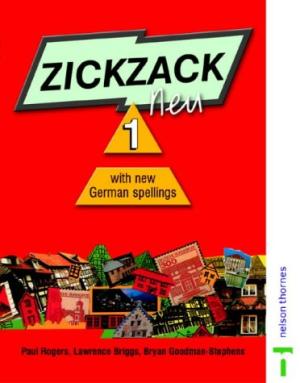 ZICKZACK
neu
1
with new
German spellings
Paul Rogers, Lawrence Briggs, Bryan Goodman-Stephens
nelson thornes